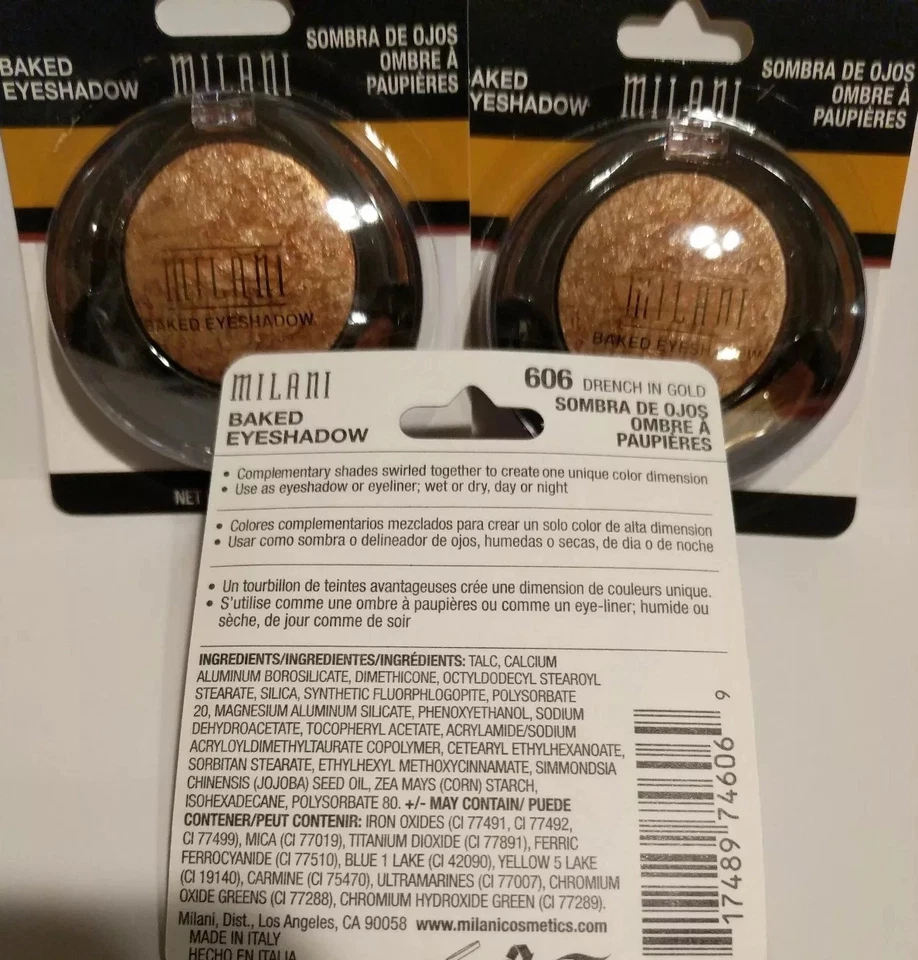 BAKED
EYESHADOW
MILANI
SOMBRA DE OJOS
OMBRE À
PAUPIÈRES
MILANI
BAKED EYESHADOW
NET
AKED
YESHADOW
MILANI
SOMBRA DE OJOS
OMBRE À
PAUPIÈRES
MILANI
BAKED EYESHADOW
MILANI
BAKED
EYESHADOW
606 DRENCH IN GOLD
SOMBRA DE OJOS
OMBRE À
PAUPIÈRES
• Complementary shades swirled together to create one unique color dimension
• Use as eyeshadow or eyeliner; wet or dry, day or night
• Colores complementarios mezclados para crear un solo color de alta dimension
• Usar como sombra o delineador de ojos, humedas o secas, de dia o de noche
• Un tourbillon de teintes avantageuses crée une dimension de couleurs unique.
• S'utilise comme une ombre à paupières ou comme un eye-liner; humide ou
sèche, de jour comme de soir
INGREDIENTS/INGREDIENTES/INGRÉDIENTS: TALC, CALCIUM
ALUMINUM BOROSILICATE, DIMETHICONE, OCTYLDODECYL STEAROYL
STEARATE, SILICA, SYNTHETIC FLUORPHLOGOPITE, POLYSORBATE
20, MAGNESIUM ALUMINUM SILICATE, PHENOXYETHANOL, SODIUM
DEHYDROACETATE, TOCOPHERYL ACETATE, ACRYLAMIDE/SODIUM
ACRYLOYLDIMETHYLTAURATE COPOLYMER, CETEARYL ETHYLHEXANOATE,
SORBITAN STEARATE, ETHYLHEXYL METHOXYCINNAMATE, SIMMONDSIA
CHINENSIS (JOJOBA) SEED OIL, ZEA MAYS (CORN) STARCH,
ISOHEXADECANE, POLYSORBATE 80. +/- MAY CONTAIN/ PUEDE
CONTENER/PEUT CONTENIR: IRON OXIDES (CI 77491, CI 77492,
CI 77499), MICA (CI 77019), TITANIUM DIOXIDE (CI 77891), FERRIC
FERROCYANIDE (CI 77510), BLUE 1 LAKE (CI 42090), YELLOW 5 LAKE
(CI 19140), CARMINE (CI 75470), ULTRAMARINES (CI 77007), CHROMIUM
OXIDE GREENS (CI 77288), CHROMIUM HYDROXIDE GREEN (CI 77289).
Milani, Dist., Los Angeles, CA 90058 www.milanicosmetics.com
MADE IN ITALY
HECHO EN ITALIA
17489 74606 9